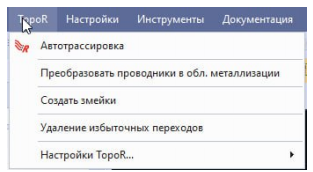 TopoR Настройки Инструменты Документация
Автотрассировка
Преобразовать проводники в обл. металлизации
Создать змейки
Удаление избыточных переходов
Настройки TopoR...